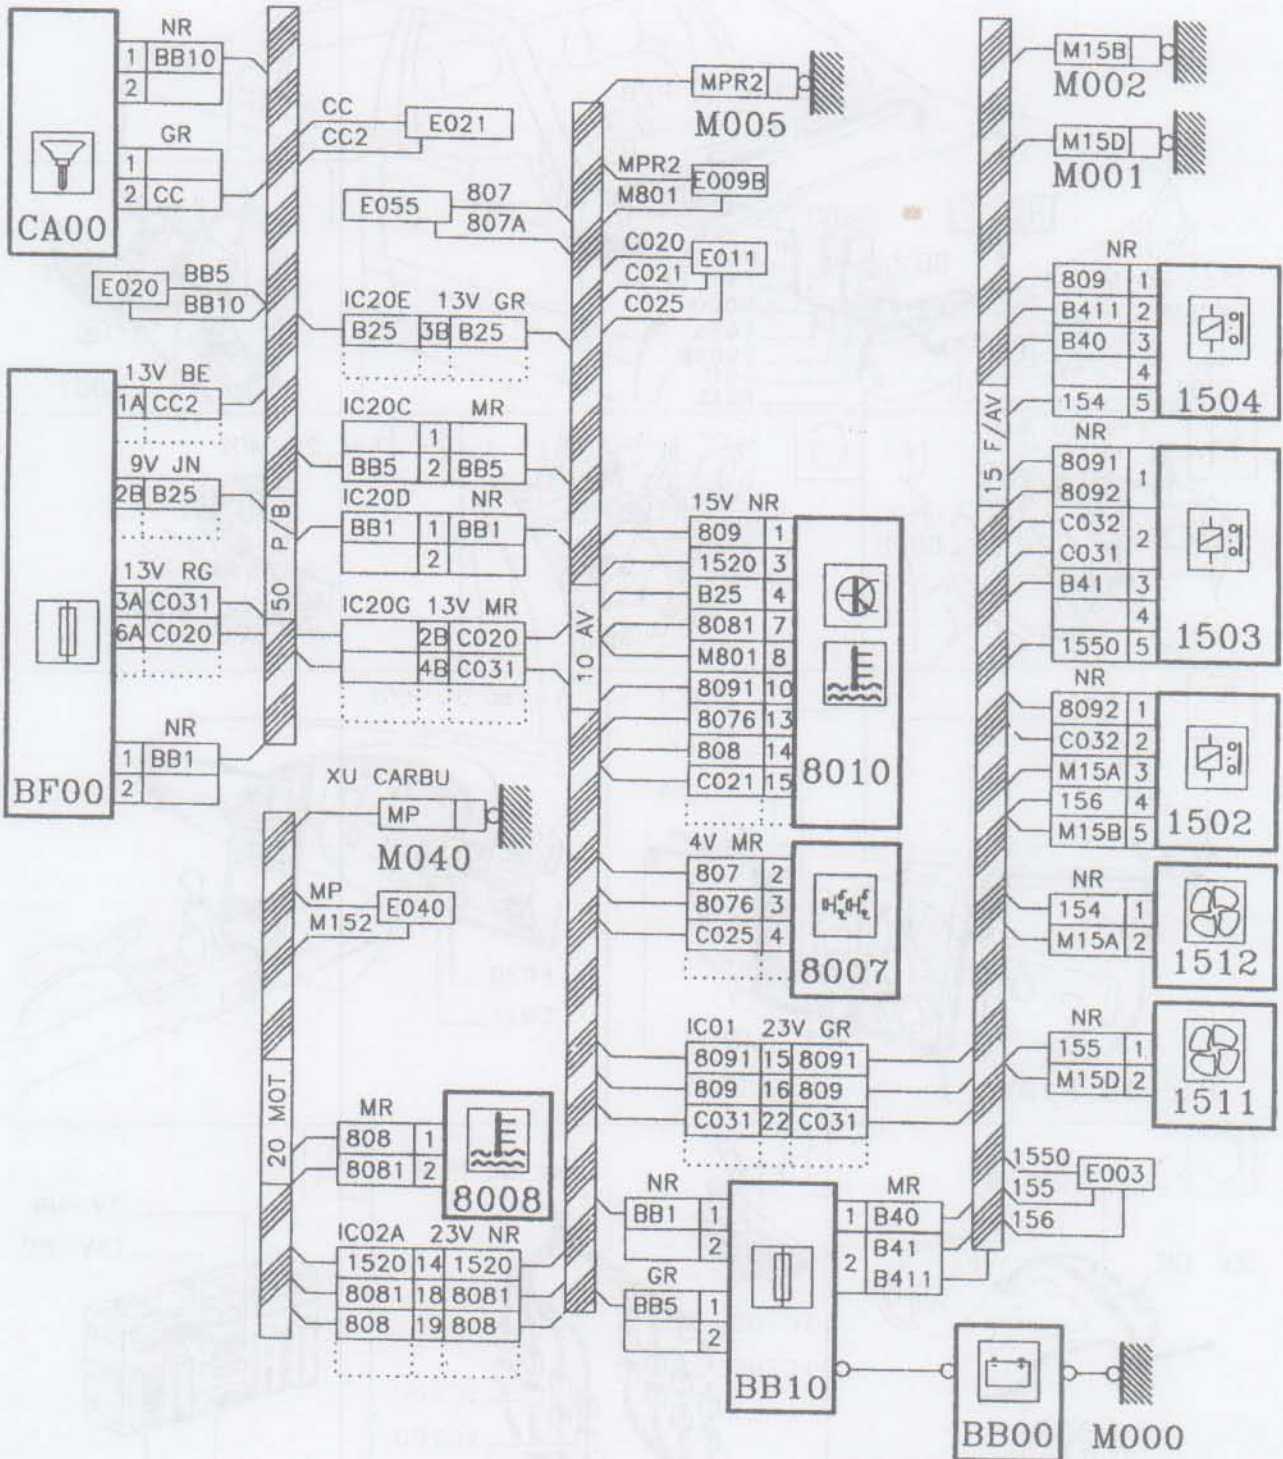 NR
1 BB10
2
GR
1
2 CC
CA00
CC
CC2
E021
E020
BB5
BB10
E055
807
807A
13V BE
1A CC2
9V JN
2B B25
13V RG
3A C031
6A C020
NR
1 BB1
2
BF00
50 P/B
IC20E 13V GR
B25 3B B25
IC20C MR
1
BB5 2 BB5
IC20D NR
BB1 1 BB1
2
IC20G 13V MR
2B C020
4B C031
XU CARBU
MP
M040
MP
M152
E040
20 MOT
MR
808 1
8081 2
8008
IC02A 23V NR
1520 14 1520
8081 18 8081
808 19 808
10 AV
MPR2
M005
MPR2
M801
E009B
C020
C021
C025
E011
15V NR
809 1
1520 3
B25 4
8081 7
M801 8
8091 10
8076 13
808 14
C021 15
8010
4V MR
807 2
8076 3
C025 4
8007
IC01 23V GR
8091 15 8091
809 16 809
C031 22 C031
NR
BB1 1
2
GR
BB5 1
2
BB10
MR
1 B40
2 B41
B411
BB00
M000
15 F/AV
M15B
M002
M15D
M001
NR
809 1
B411 2
B40 3
4
154 5
1504
NR
8091 1
8092
C032 2
C031
B41 3
4
1550 5
1503
NR
8092 1
C032 2
M15A 3
156 4
M15B 5
1502
NR
154 1
M15A 2
1512
NR
155 1
M15D 2
1511
1550
155
156
E003